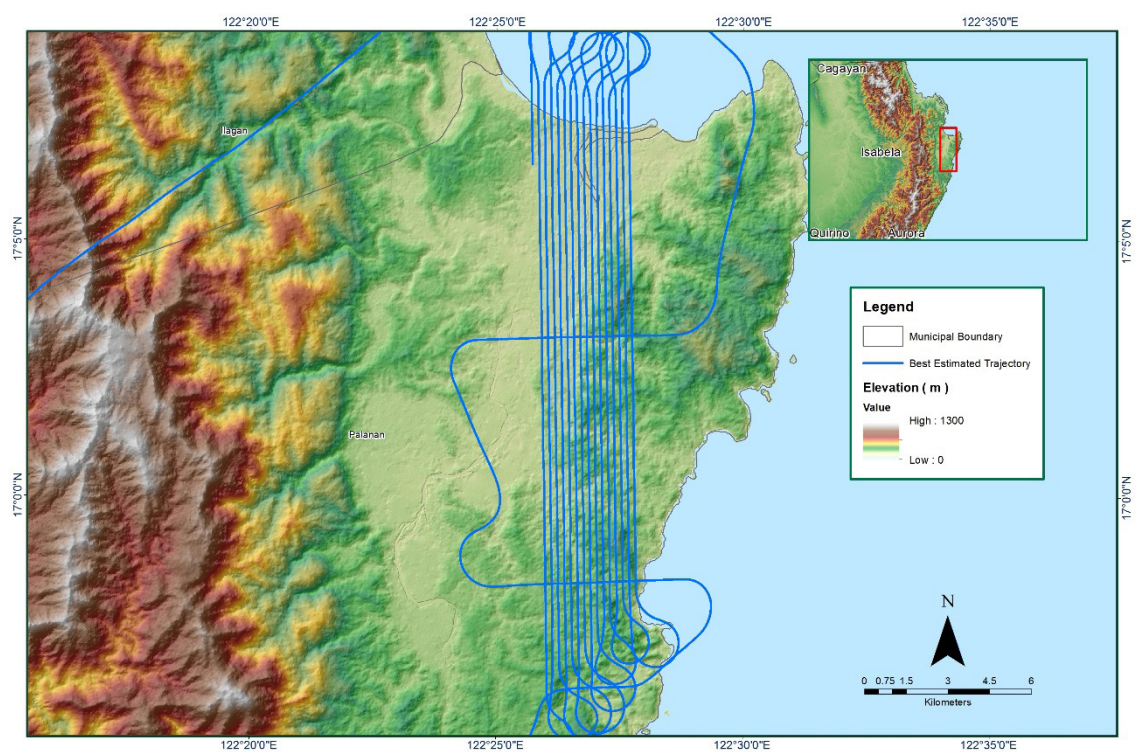 122°20'0"E
122°25'0"E
122°30'0"E
122°35'0"E
Cagayan
Ilagan
Isabela
Quirino
Aurora
17°5'0"N
17°5'0"N
Legend
Municipal Boundary
Best Estimated Trajectory
Elevation ( m )
Value
High : 1300
Low : 0
Palanan
17°0'0"N
17°0'0"N
N
0 0.75 1.5 3 4.5 6
Kilometers
122°20'0"E
122°25'0"E
122°30'0"E
122°35'0"E